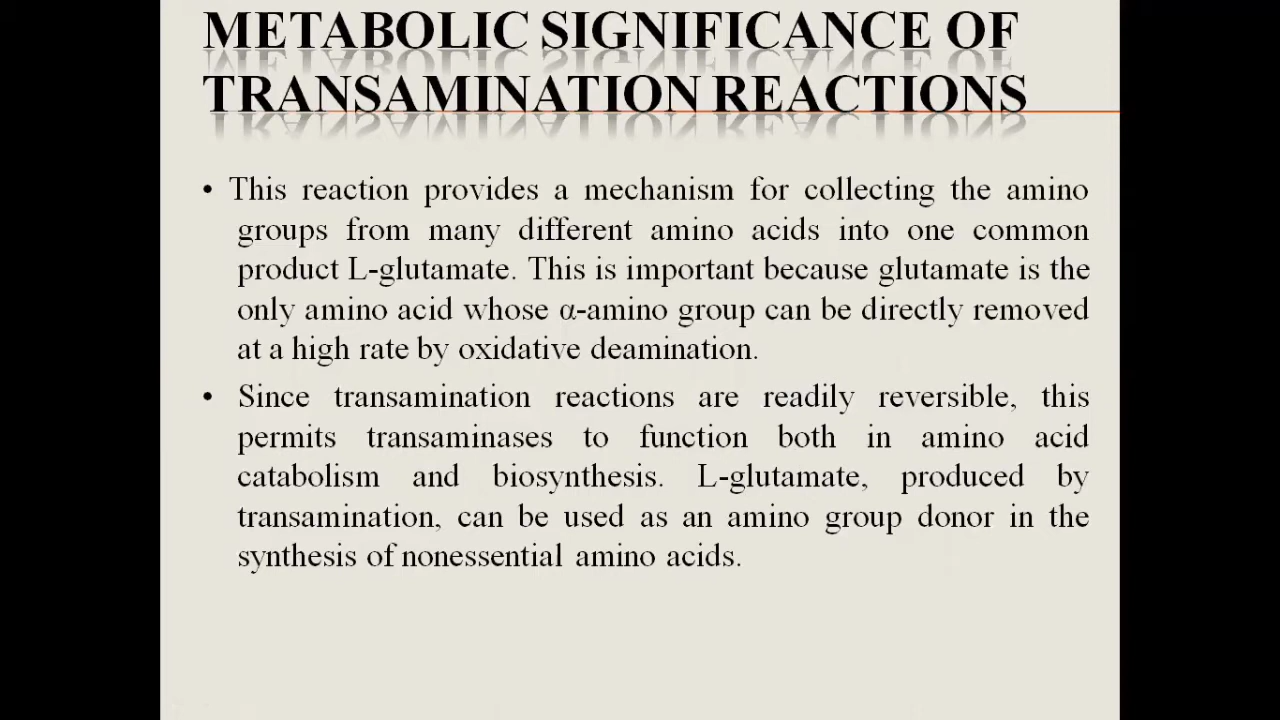 METABOLIC SIGNIFICANCE OF
TRANSAMINATION REACTIONS
• This reaction provides a mechanism for collecting the amino
groups from many different amino acids into one common
product L-glutamate. This is important because glutamate is the
only amino acid whose α-amino group can be directly removed
at a high rate by oxidative deamination.
• Since transamination reactions are readily reversible, this
permits transaminases to function both in amino acid
catabolism and biosynthesis. L-glutamate, produced by
transamination, can be used as an amino group donor in the
synthesis of nonessential amino acids.